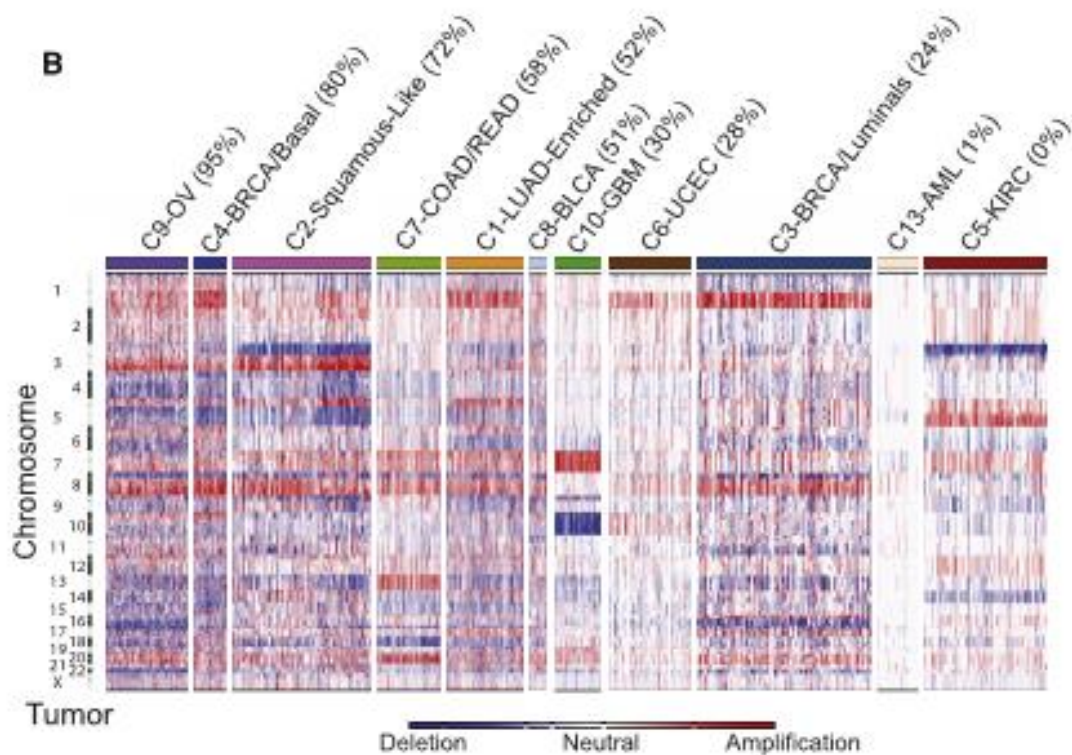 B
C9-OV (95%)
C4-BRCA/Basal (80%)
C2-Squamous-Like (72%)
C7-COAD/READ (58%)
C1-LUAD-Enriched (52%)
C8-BLCA (51%)
C10-GBM (30%)
C6-UCEC (28%)
C3-BRCA/Luminals (24%)
C13-AML (1%)
C5-KIRC (0%)
Chromosome
1
2
3
4
5
6
7
8
9
10
11
12
13
14
15
16
17
18
19
20
21
22
X
Tumor
Deletion Neutral Amplification